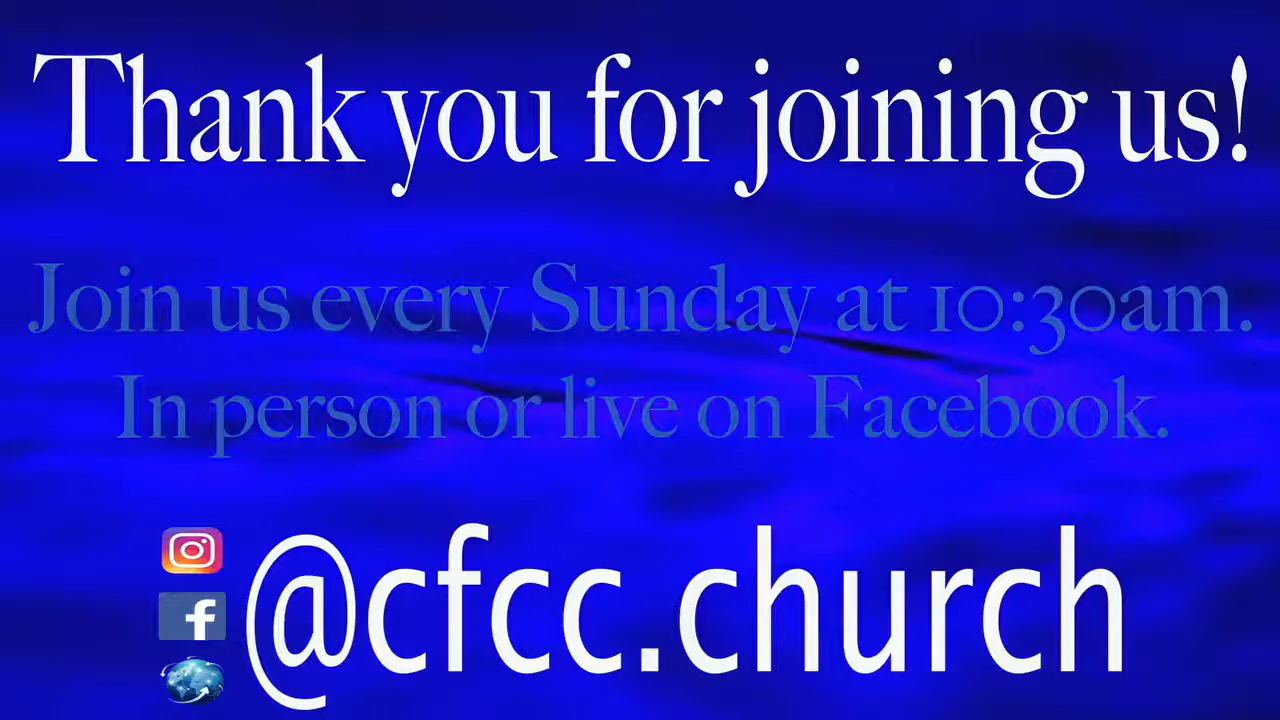 Thank you for joining us!
Join us every Sunday at 10:30am.
In person or live on Facebook.
@cfcc.church